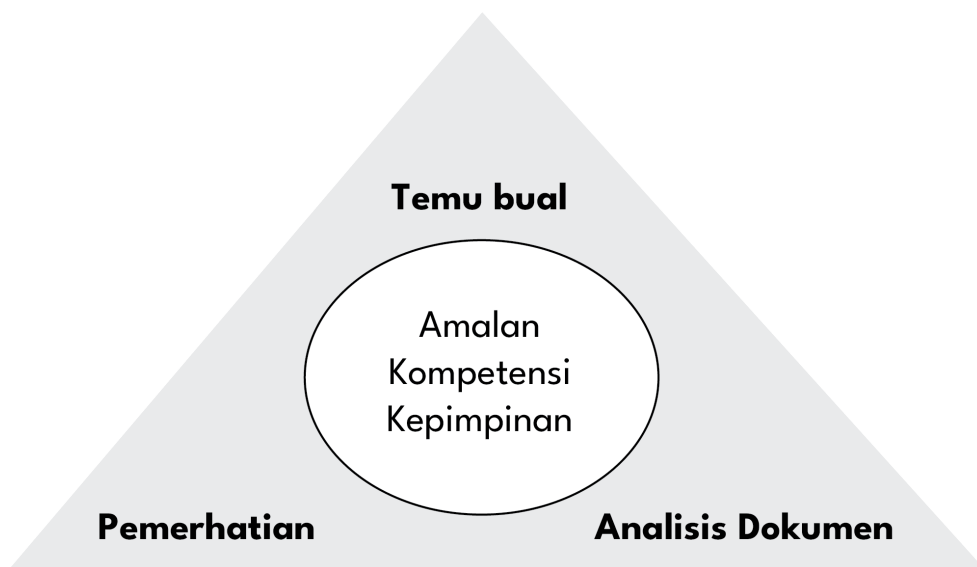 Temu bual
Amalan
Kompetensi
Kepimpinan
Pemerhatian
Analisis Dokumen